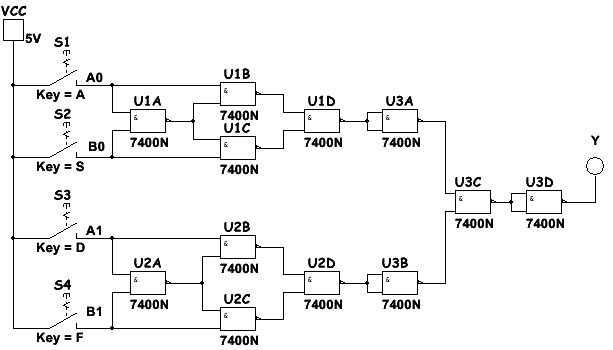 VCC
5V
S1
A0
Key = A
U1A
&
7400N
U1B
&
7400N
U1C
&
7400N
U1D
&
7400N
U3A
&
7400N
S2
B0
Key = S
Y
U3C
&
7400N
U3D
&
7400N
S3
A1
Key = D
U2A
&
7400N
U2B
&
7400N
U2C
&
7400N
U2D
&
7400N
U3B
&
7400N
S4
B1
Key = F